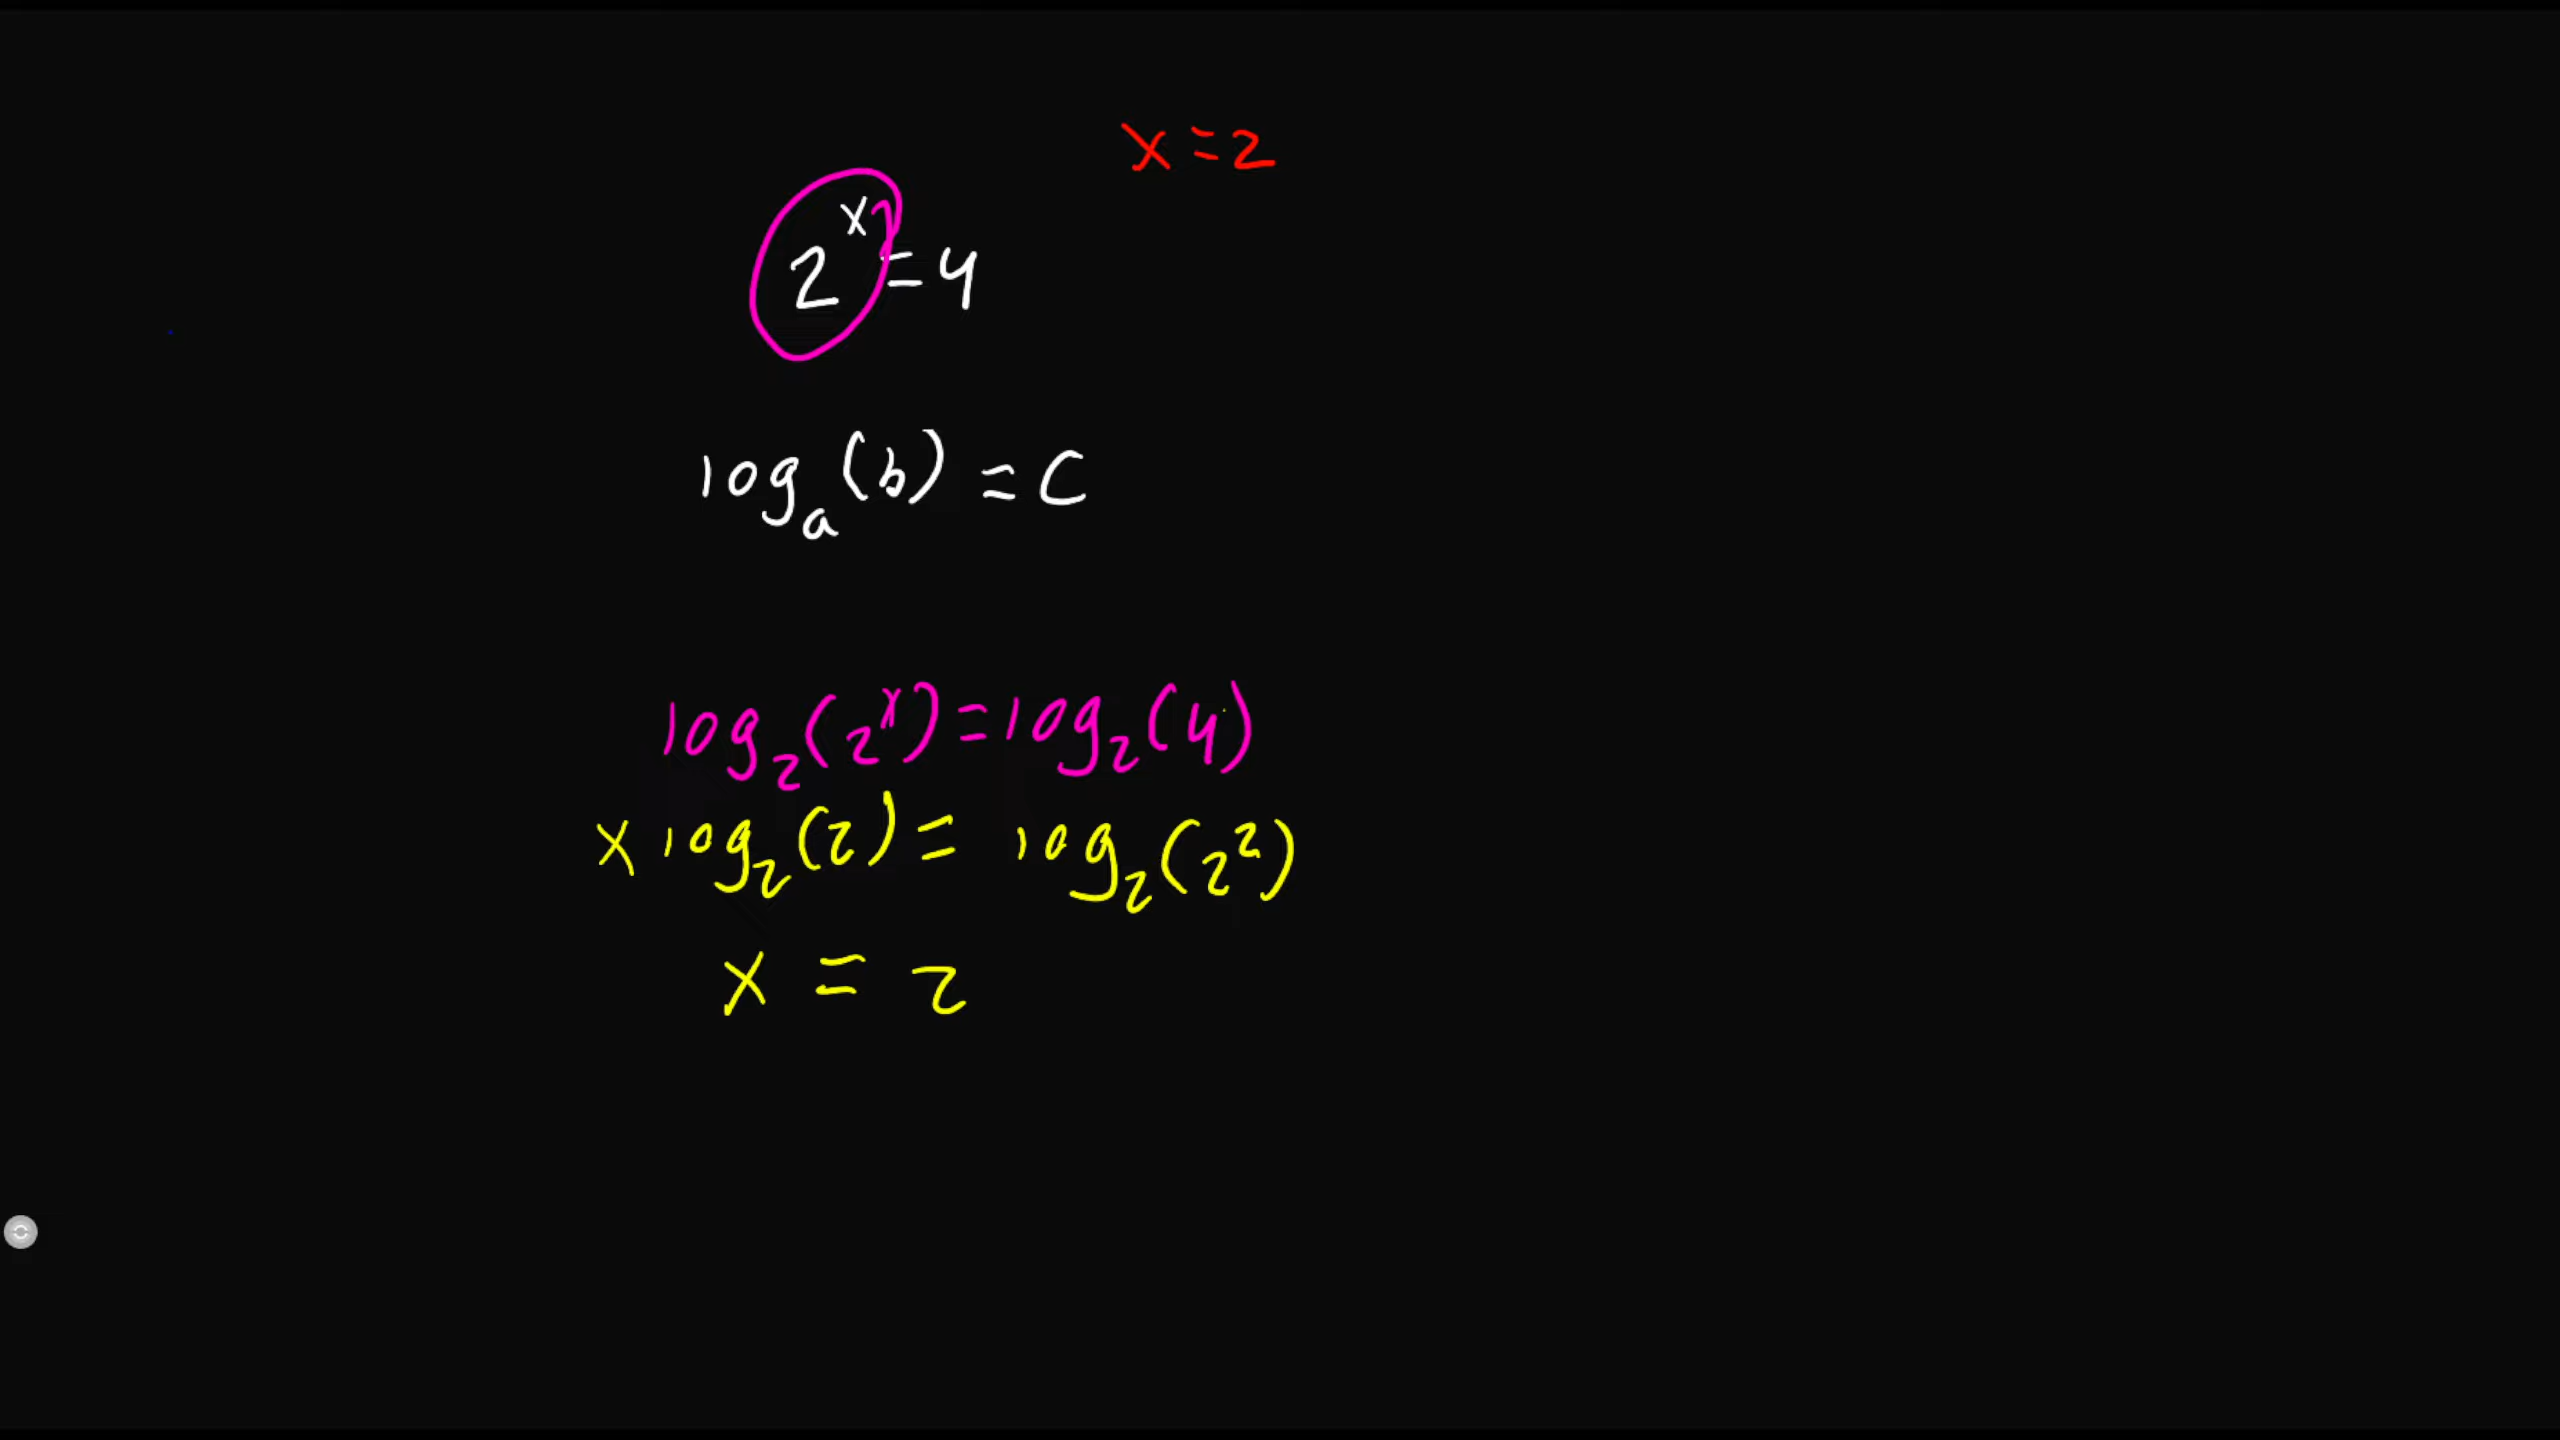 x=2
2^x=4
log_a(b)=C
log_2(2^x)=log_2(4)
x log_2(2)= log_2(2^2)
x = 2